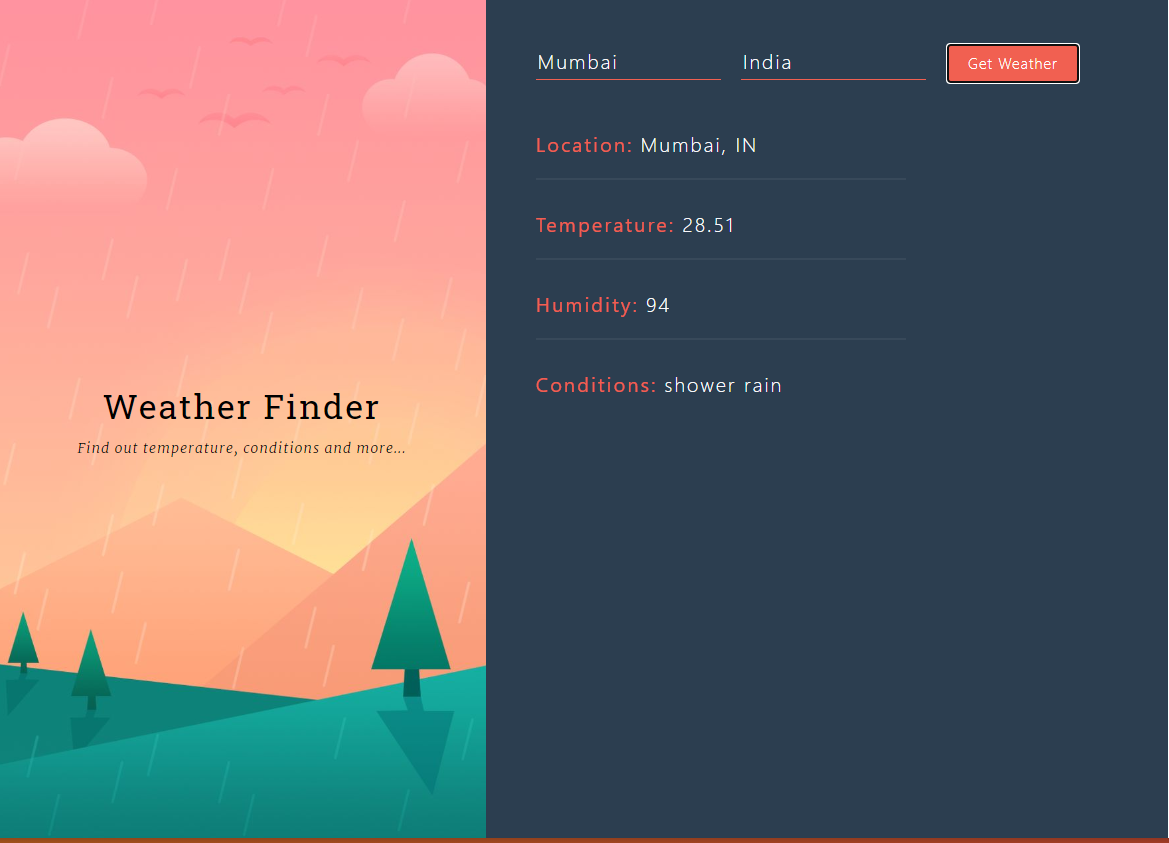 Weather Finder
Find out temperature, conditions and more...
Mumbai India Get Weather
Location: Mumbai, IN
Temperature: 28.51
Humidity: 94
Conditions: shower rain